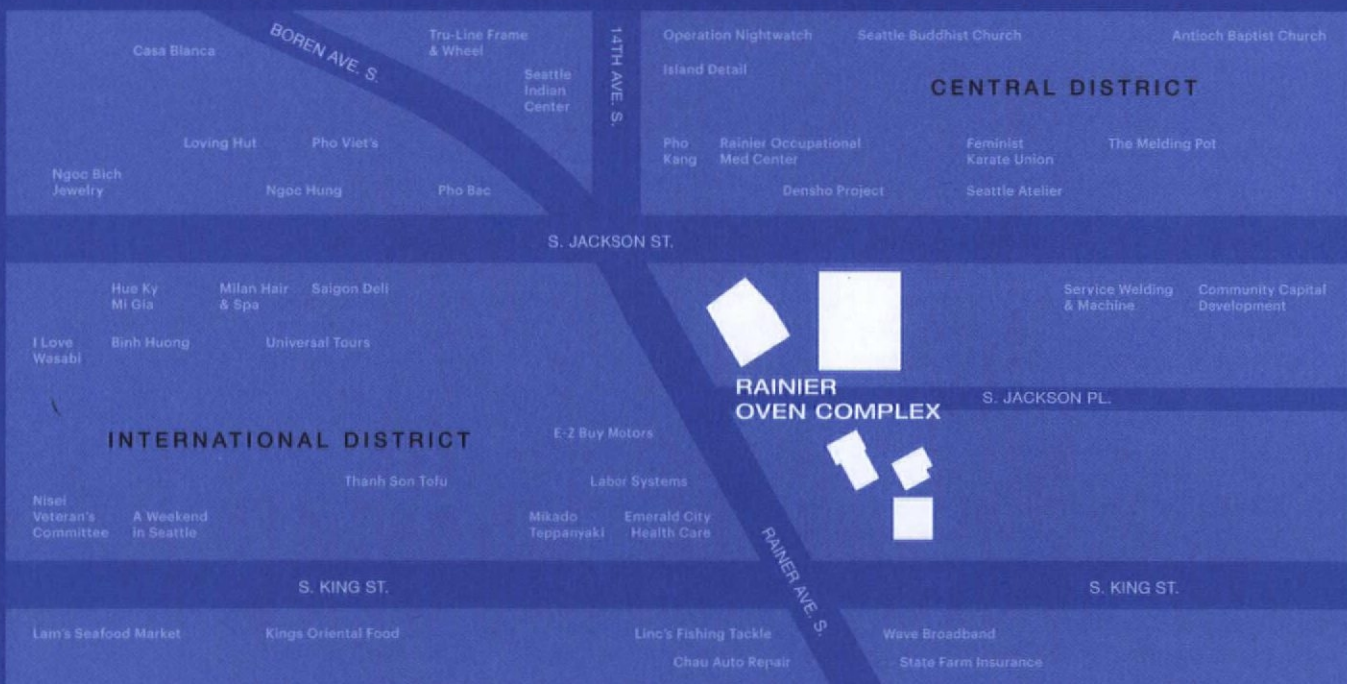 BOREN AVE. S.
14TH AVE. S.
Casa Blanca
Tru-Line Frame
& Wheel
Seattle
Indian
Center
Loving Hut
Pho Viet's
Ngoc Bich
Jewelry
Ngoc Hung
Pho Bac
Operation Nightwatch
Seattle Buddhist Church
Antioch Baptist Church
Island Detail
CENTRAL DISTRICT
Pho
Kang
Rainier Occupational
Med Center
Feminist
Karate Union
The Melding Pot
Densho Project
Seattle Atelier
S. JACKSON ST.
Hue Ky
Mi Gia
Milan Hair
& Spa
Saigon Deli
I Love
Wasabi
Binh Huong
Universal Tours
Service Welding
& Machine
Community Capital
Development
RAINIER
OVEN COMPLEX
S. JACKSON PL.
INTERNATIONAL DISTRICT
E-Z Buy Motors
Thanh Son Tofu
Labor Systems
Nisei
Veteran's
Committee
A Weekend
in Seattle
Mikado
Teppanyaki
Emerald City
Health Care
RAINER AVE. S.
S. KING ST.
S. KING ST.
Lam's Seafood Market
Kings Oriental Food
Linc's Fishing Tackle
Wave Broadband
Chau Auto Repair
State Farm Insurance